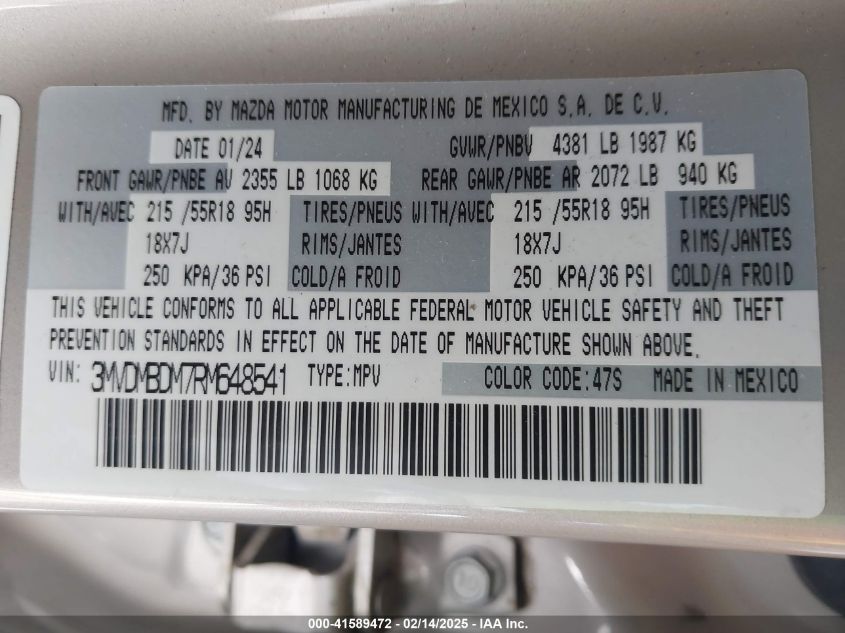 MFD. BY MAZDA MOTOR MANUFACTURING DE MEXICO S.A. DE C.V.
DATE 01/24 GVWR/PNBV 4381 LB 1987 KG
FRONT GAWR/PNBE AV 2355 LB 1068 KG REAR GAWR/PNBE AR 2072 LB 940 KG
WITH/AVEC 215 /55R18 95H TIRES/PNEUS WITH/AVEC 215 /55R18 95H TIRES/PNEUS
18X7J RIMS/JANTES 18X7J RIMS/JANTES
250 KPA/36 PSI COLD/A FROID 250 KPA/36 PSI COLD/A FROID
THIS VEHICLE CONFORMS TO ALL APPLICABLE FEDERAL MOTOR VEHICLE SAFETY AND THEFT
PREVENTION STANDARDS IN EFFECT ON THE DATE OF MANUFACTURE SHOWN ABOVE.
VIN: 3MVDMBDM7RM648541 TYPE:MPV COLOR CODE:47S MADE IN MEXICO
000-41589472 - 02/14/2025 - IAA Inc.